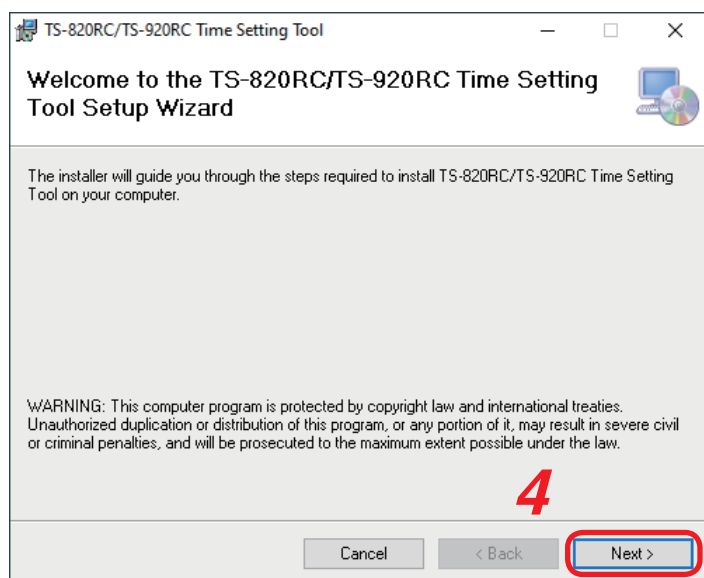 TS-820RC/TS-920RC Time Setting Tool
Welcome to the TS-820RC/TS-920RC Time Setting
Tool Setup Wizard
The installer will guide you through the steps required to install TS-820RC/TS-920RC Time Setting
Tool on your computer.
WARNING: This computer program is protected by copyright law and international treaties.
Unauthorized duplication or distribution of this program, or any portion of it, may result in severe civil
or criminal penalties, and will be prosecuted to the maximum extent possible under the law.
4
Cancel
< Back
Next >